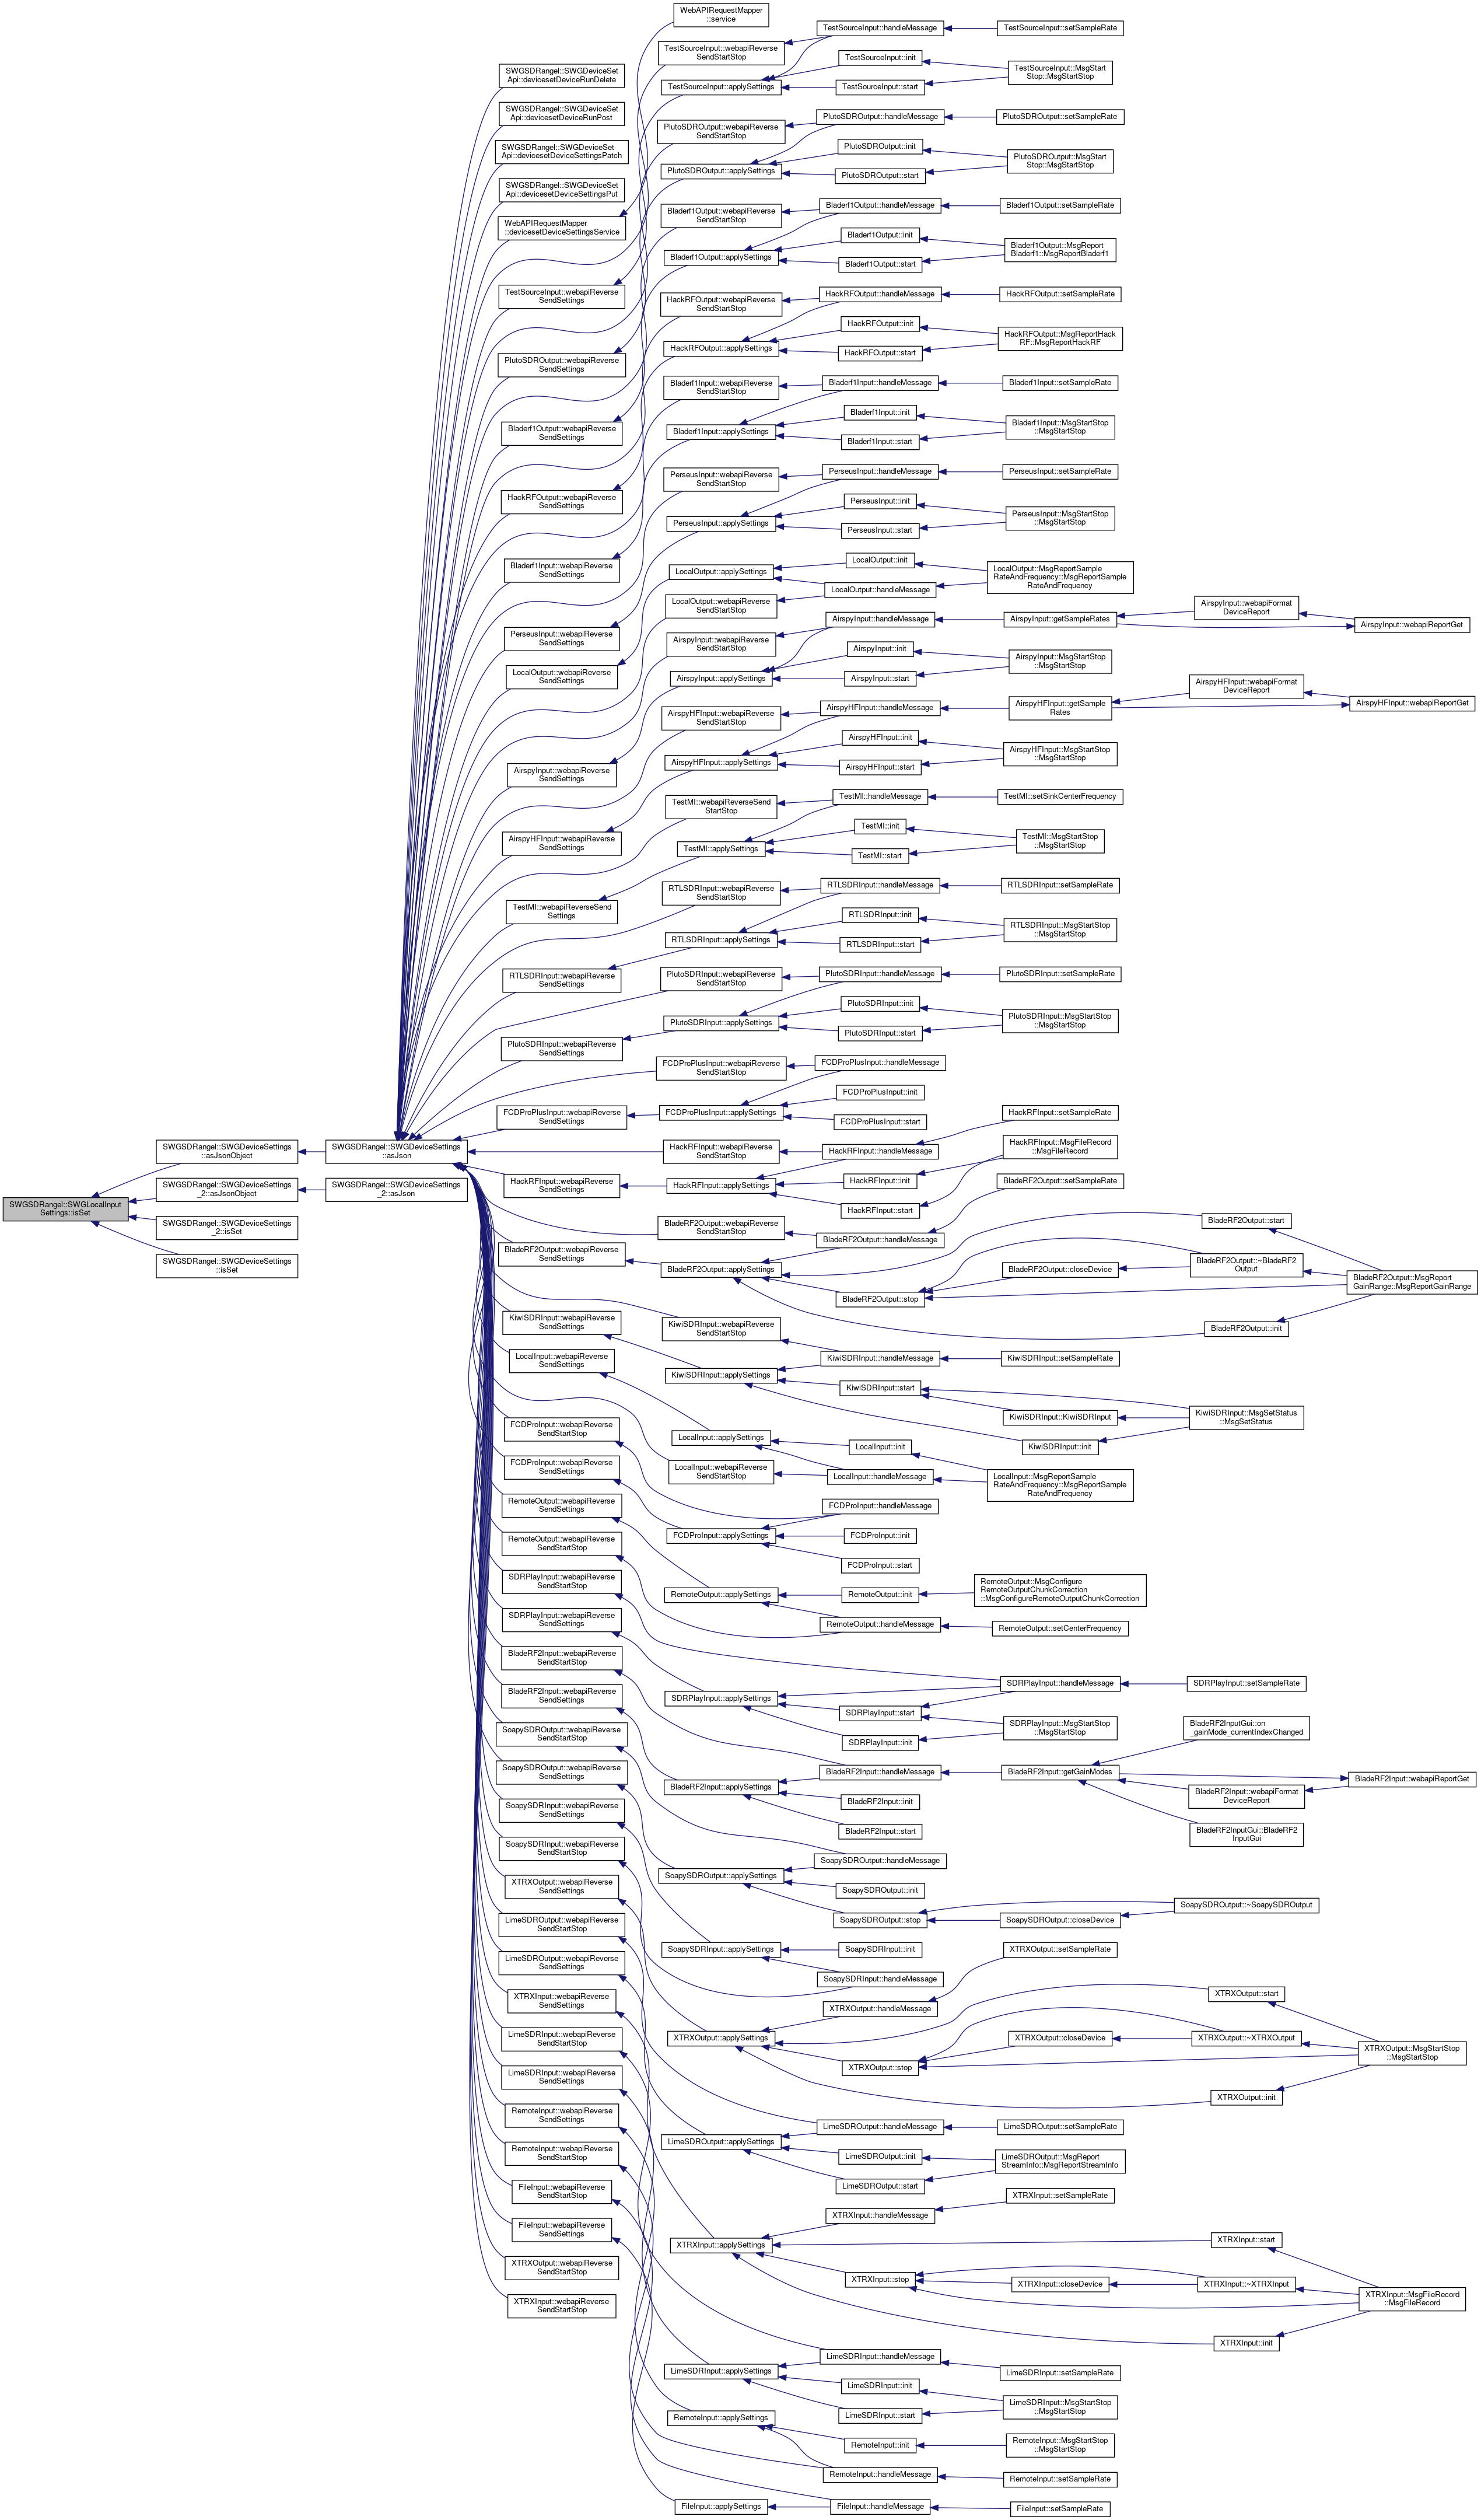 SWGSDRangel::SWGLocalInput
Settings::isSet
SWGSDRangel::SWGDeviceSettings
::asJsonObject
SWGSDRangel::SWGDeviceSettings
_2::asJsonObject
SWGSDRangel::SWGDeviceSettings
_2::isSet
SWGSDRangel::SWGDeviceSettings
::isSet
SWGSDRangel::SWGDeviceSettings
::asJson
SWGSDRangel::SWGDeviceSettings
_2::asJson
SWGSDRangel::SWGDeviceSet
Api::devicesetDeviceRunDelete
SWGSDRangel::SWGDeviceSet
Api::devicesetDeviceRunPost
SWGSDRangel::SWGDeviceSet
Api::devicesetDeviceSettingsPatch
SWGSDRangel::SWGDeviceSet
Api::devicesetDeviceSettingsPut
WebAPIRequestMapper
::devicesetDeviceSettingsService
TestSourceInput::webapiReverse
SendSettings
PlutoSDROutput::webapiReverse
SendSettings
Bladerf1Output::webapiReverse
SendSettings
HackRFOutput::webapiReverse
SendSettings
Bladerf1Input::webapiReverse
SendSettings
PerseusInput::webapiReverse
SendSettings
LocalOutput::webapiReverse
SendSettings
AirspyInput::webapiReverse
SendSettings
AirspyHFInput::webapiReverse
SendSettings
TestMI::webapiReverseSend
Settings
RTLSDRInput::webapiReverse
SendSettings
PlutoSDRInput::webapiReverse
SendSettings
FCDProPlusInput::webapiReverse
SendSettings
HackRFInput::webapiReverse
SendSettings
BladeRF2Output::webapiReverse
SendSettings
KiwiSDRInput::webapiReverse
SendSettings
LocalInput::webapiReverse
SendSettings
FCDProInput::webapiReverse
SendStartStop
FCDProInput::webapiReverse
SendSettings
RemoteOutput::webapiReverse
SendSettings
RemoteOutput::webapiReverse
SendStartStop
SDRPlayInput::webapiReverse
SendStartStop
SDRPlayInput::webapiReverse
SendSettings
BladeRF2Input::webapiReverse
SendStartStop
BladeRF2Input::webapiReverse
SendSettings
SoapySDROutput::webapiReverse
SendStartStop
SoapySDROutput::webapiReverse
SendSettings
SoapySDRInput::webapiReverse
SendSettings
SoapySDRInput::webapiReverse
SendStartStop
XTRXOutput::webapiReverse
SendSettings
LimeSDROutput::webapiReverse
SendStartStop
LimeSDROutput::webapiReverse
SendSettings
XTRXInput::webapiReverse
SendSettings
LimeSDRInput::webapiReverse
SendStartStop
LimeSDRInput::webapiReverse
SendSettings
RemoteInput::webapiReverse
SendSettings
RemoteInput::webapiReverse
SendStartStop
FileInput::webapiReverse
SendStartStop
FileInput::webapiReverse
SendSettings
XTRXOutput::webapiReverse
SendStartStop
XTRXInput::webapiReverse
SendStartStop
WebAPIRequestMapper
::service
TestSourceInput::webapiReverse
SendStartStop
TestSourceInput::applySettings
PlutoSDROutput::webapiReverse
SendStartStop
PlutoSDROutput::applySettings
Bladerf1Output::webapiReverse
SendStartStop
Bladerf1Output::applySettings
HackRFOutput::webapiReverse
SendStartStop
HackRFOutput::applySettings
Bladerf1Input::webapiReverse
SendStartStop
Bladerf1Input::applySettings
PerseusInput::webapiReverse
SendStartStop
PerseusInput::applySettings
LocalOutput::applySettings
LocalOutput::webapiReverse
SendStartStop
AirspyInput::webapiReverse
SendStartStop
AirspyInput::applySettings
AirspyHFInput::webapiReverse
SendStartStop
AirspyHFInput::applySettings
TestMI::webapiReverseSend
StartStop
TestMI::applySettings
RTLSDRInput::webapiReverse
SendStartStop
RTLSDRInput::applySettings
PlutoSDRInput::webapiReverse
SendStartStop
PlutoSDRInput::applySettings
FCDProPlusInput::webapiReverse
SendStartStop
FCDProPlusInput::applySettings
HackRFInput::webapiReverse
SendStartStop
HackRFInput::applySettings
BladeRF2Output::webapiReverse
SendStartStop
BladeRF2Output::applySettings
KiwiSDRInput::webapiReverse
SendStartStop
KiwiSDRInput::applySettings
LocalInput::applySettings
LocalInput::webapiReverse
SendStartStop
FCDProInput::applySettings
RemoteOutput::applySettings
SDRPlayInput::applySettings
BladeRF2Input::applySettings
SoapySDROutput::applySettings
SoapySDRInput::applySettings
XTRXOutput::applySettings
LimeSDROutput::applySettings
XTRXInput::applySettings
LimeSDRInput::applySettings
RemoteInput::applySettings
FileInput::applySettings
TestSourceInput::handleMessage
TestSourceInput::init
TestSourceInput::start
PlutoSDROutput::handleMessage
PlutoSDROutput::init
PlutoSDROutput::start
Bladerf1Output::handleMessage
Bladerf1Output::init
Bladerf1Output::start
HackRFOutput::handleMessage
HackRFOutput::init
HackRFOutput::start
Bladerf1Input::handleMessage
Bladerf1Input::init
Bladerf1Input::start
PerseusInput::handleMessage
PerseusInput::init
PerseusInput::start
LocalOutput::init
LocalOutput::handleMessage
AirspyInput::handleMessage
AirspyInput::init
AirspyInput::start
AirspyHFInput::handleMessage
AirspyHFInput::init
AirspyHFInput::start
TestMI::handleMessage
TestMI::init
TestMI::start
RTLSDRInput::handleMessage
RTLSDRInput::init
RTLSDRInput::start
PlutoSDRInput::handleMessage
PlutoSDRInput::init
PlutoSDRInput::start
FCDProPlusInput::handleMessage
FCDProPlusInput::init
FCDProPlusInput::start
HackRFInput::handleMessage
HackRFInput::init
HackRFInput::start
BladeRF2Output::handleMessage
BladeRF2Output::stop
KiwiSDRInput::handleMessage
KiwiSDRInput::start
LocalInput::init
LocalInput::handleMessage
FCDProInput::handleMessage
FCDProInput::init
FCDProInput::start
RemoteOutput::init
RemoteOutput::handleMessage
SDRPlayInput::start
SDRPlayInput::init
BladeRF2Input::handleMessage
BladeRF2Input::init
BladeRF2Input::start
SoapySDROutput::handleMessage
SoapySDROutput::init
SoapySDROutput::stop
SoapySDRInput::init
SoapySDRInput::handleMessage
XTRXOutput::handleMessage
XTRXOutput::stop
LimeSDROutput::handleMessage
LimeSDROutput::init
LimeSDROutput::start
XTRXInput::handleMessage
XTRXInput::stop
LimeSDRInput::handleMessage
LimeSDRInput::init
LimeSDRInput::start
RemoteInput::init
RemoteInput::handleMessage
FileInput::handleMessage
TestSourceInput::setSampleRate
TestSourceInput::MsgStart
Stop::MsgStartStop
PlutoSDROutput::setSampleRate
PlutoSDROutput::MsgStart
Stop::MsgStartStop
Bladerf1Output::setSampleRate
Bladerf1Output::MsgReport
Bladerf1::MsgReportBladerf1
HackRFOutput::setSampleRate
HackRFOutput::MsgReportHack
RF::MsgReportHackRF
Bladerf1Input::setSampleRate
Bladerf1Input::MsgStartStop
::MsgStartStop
PerseusInput::setSampleRate
PerseusInput::MsgStartStop
::MsgStartStop
LocalOutput::MsgReportSample
RateAndFrequency::MsgReportSample
RateAndFrequency
AirspyInput::getSampleRates
AirspyInput::MsgStartStop
::MsgStartStop
AirspyHFInput::getSample
Rates
AirspyHFInput::MsgStartStop
::MsgStartStop
TestMI::setSinkCenterFrequency
TestMI::MsgStartStop
::MsgStartStop
RTLSDRInput::setSampleRate
RTLSDRInput::MsgStartStop
::MsgStartStop
PlutoSDRInput::setSampleRate
PlutoSDRInput::MsgStartStop
::MsgStartStop
HackRFInput::setSampleRate
HackRFInput::MsgFileRecord
::MsgFileRecord
BladeRF2Output::setSampleRate
BladeRF2Output::closeDevice
KiwiSDRInput::setSampleRate
KiwiSDRInput::KiwiSDRInput
KiwiSDRInput::init
LocalInput::MsgReportSample
RateAndFrequency::MsgReportSample
RateAndFrequency
RemoteOutput::MsgConfigure
RemoteOutputChunkCorrection
::MsgConfigureRemoteOutputChunkCorrection
RemoteOutput::setCenterFrequency
SDRPlayInput::handleMessage
SDRPlayInput::MsgStartStop
::MsgStartStop
BladeRF2Input::getGainModes
SoapySDROutput::closeDevice
XTRXOutput::setSampleRate
XTRXOutput::closeDevice
LimeSDROutput::setSampleRate
LimeSDROutput::MsgReport
StreamInfo::MsgReportStreamInfo
XTRXInput::setSampleRate
XTRXInput::closeDevice
LimeSDRInput::setSampleRate
LimeSDRInput::MsgStartStop
::MsgStartStop
RemoteInput::MsgStartStop
::MsgStartStop
RemoteInput::setSampleRate
FileInput::setSampleRate
AirspyInput::webapiFormat
DeviceReport
AirspyHFInput::webapiFormat
DeviceReport
BladeRF2Output::start
BladeRF2Output::~BladeRF2
Output
BladeRF2Output::init
KiwiSDRInput::MsgSetStatus
::MsgSetStatus
SDRPlayInput::setSampleRate
BladeRF2InputGui::on
_gainMode_currentIndexChanged
BladeRF2Input::webapiFormat
DeviceReport
BladeRF2InputGui::BladeRF2
InputGui
SoapySDROutput::~SoapySDROutput
XTRXOutput::start
XTRXOutput::~XTRXOutput
XTRXOutput::init
XTRXInput::start
XTRXInput::~XTRXInput
XTRXInput::init
AirspyInput::webapiReportGet
AirspyHFInput::webapiReportGet
BladeRF2Output::MsgReport
GainRange::MsgReportGainRange
BladeRF2Input::webapiReportGet
XTRXOutput::MsgStartStop
::MsgStartStop
XTRXInput::MsgFileRecord
::MsgFileRecord